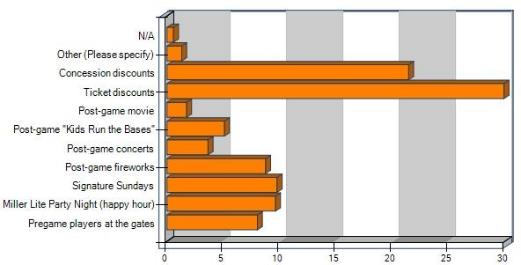 N/A
Other (Please specify)
Concession discounts
Ticket discounts
Post-game movie
Post-game "Kids Run the Bases"
Post-game concerts
Post-game fireworks
Signature Sundays
Miller Lite Party Night (happy hour)
Pregame players at the gates
0 5 10 15 20 25 30